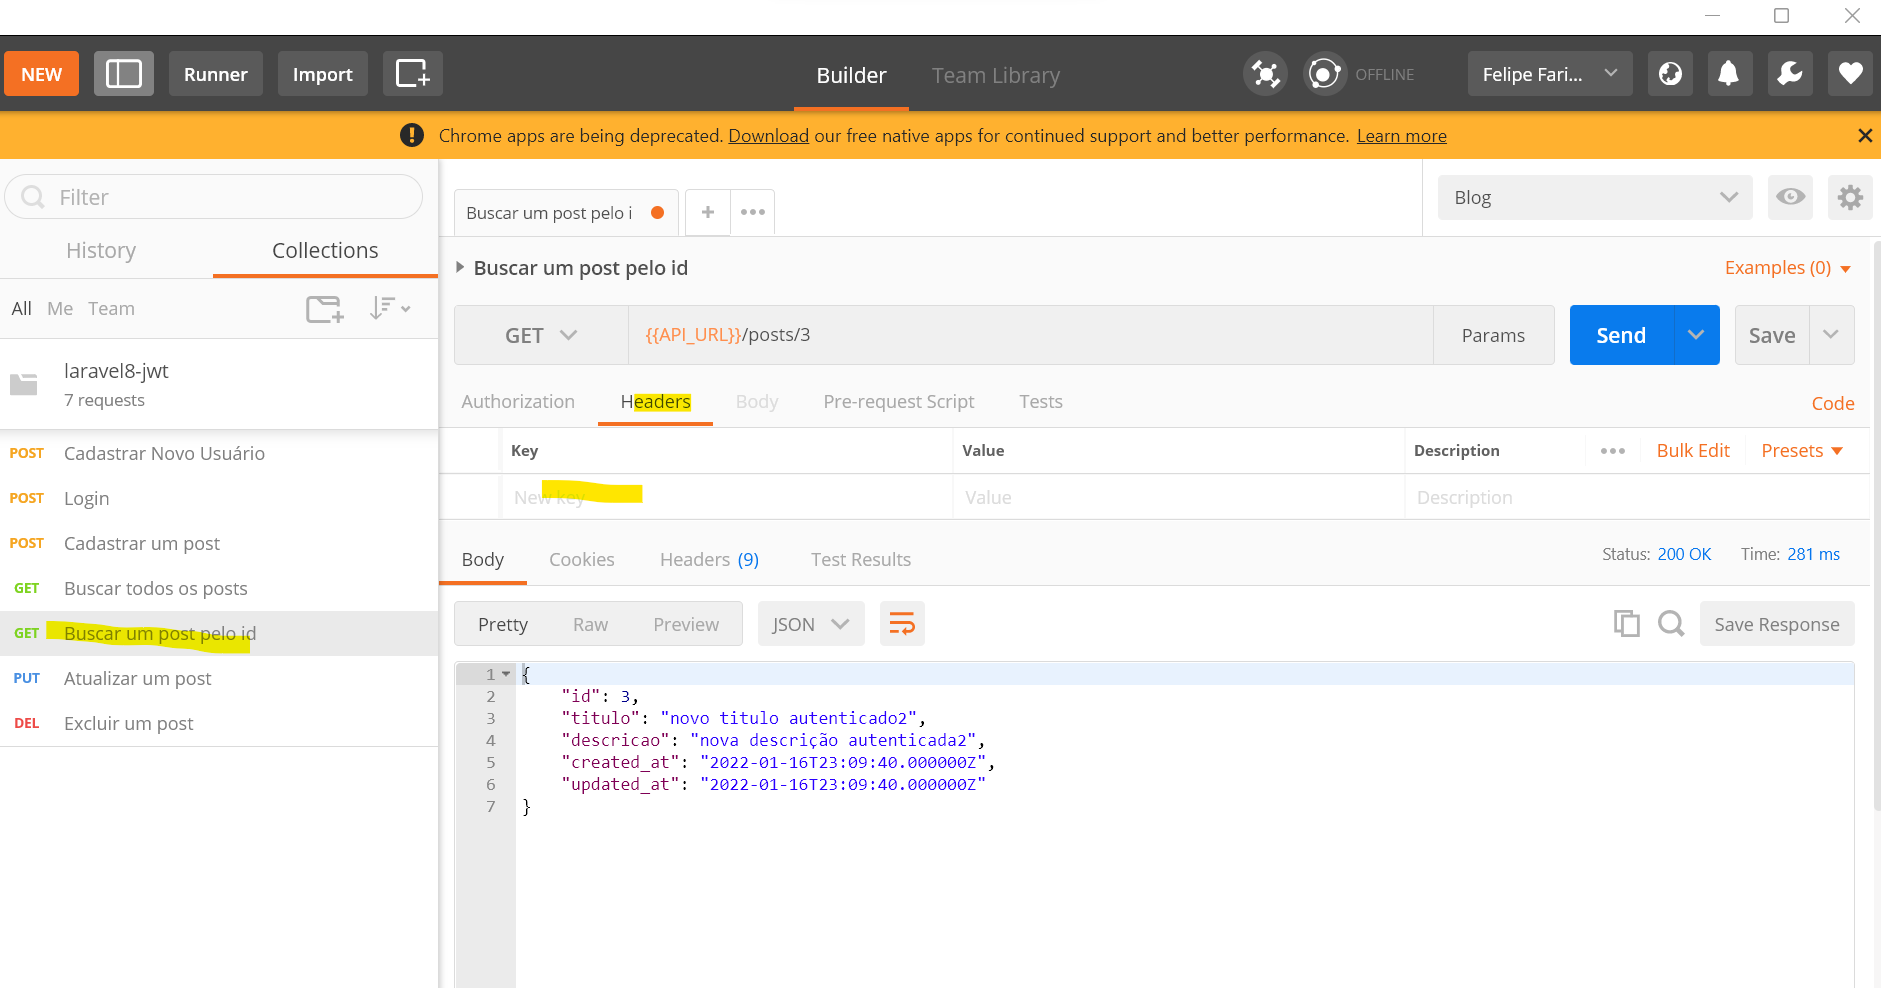 NEW Runner Import Builder Team Library OFFLINE Felipe Fari...
Chrome apps are being deprecated. Download our free native apps for continued support and better performance. Learn more
Filter
History Collections
All Me Team
laravel8-jwt
7 requests
POST Cadastrar Novo Usuário
POST Login
POST Cadastrar um post
GET Buscar todos os posts
GET Buscar um post pelo id
PUT Atualizar um post
DEL Excluir um post
Buscar um post pelo i + •••
Blog
Buscar um post pelo id
Examples (0)
GET {{API_URL}}/posts/3 Params Send Save
Authorization Headers Body Pre-request Script Tests Code
Key Value Description ••• Bulk Edit Presets
New key Value Description
Body Cookies Headers (9) Test Results Status: 200 OK Time: 281 ms
Pretty Raw Preview JSON Save Response
1 {
2 "id": 3,
3 "titulo": "novo titulo autenticado2",
4 "descricao": "nova descrição autenticada2",
5 "created_at": "2022-01-16T23:09:40.000000Z",
6 "updated_at": "2022-01-16T23:09:40.000000Z"
7 }